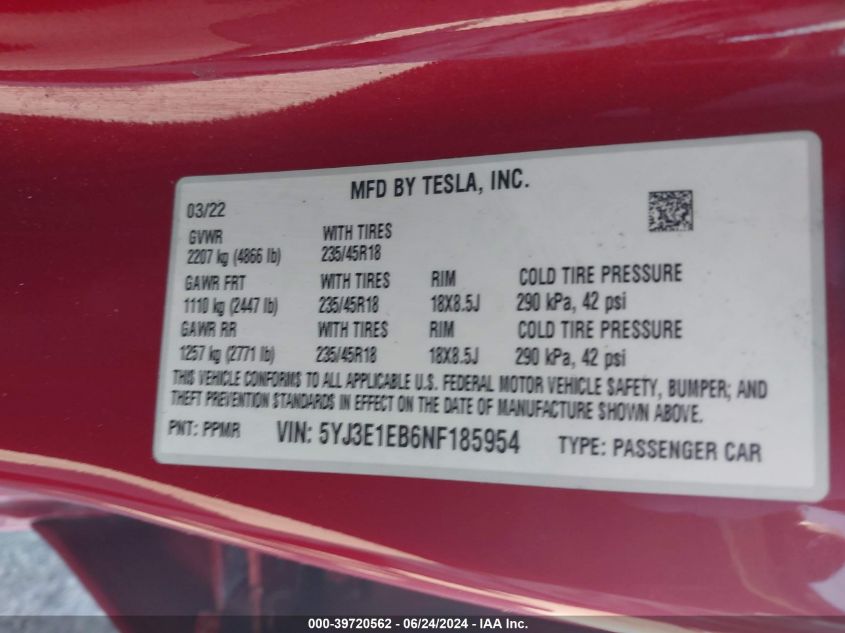 MFD BY TESLA, INC.
03/22
GVWR WITH TIRES
2207 kg (4866 lb) 235/45R18
GAWR FRT WITH TIRES RIM COLD TIRE PRESSURE
1110 kg (2447 lb) 235/45R18 18X8.5J 290 kPa, 42 psi
GAWR RR WITH TIRES RIM COLD TIRE PRESSURE
1257 kg (2771 lb) 235/45R18 18X8.5J 290 kPa, 42 psi
THIS VEHICLE CONFORMS TO ALL APPLICABLE U.S. FEDERAL MOTOR VEHICLE SAFETY, BUMPER; AND
THEFT PREVENTION STANDARDS IN EFFECT ON THE DATE OF MANUFACTURE SHOWN ABOVE.
PNT: PPMR VIN: 5YJ3E1EB6NF185954 TYPE: PASSENGER CAR
000-39720562 - 06/24/2024 - IAA, Inc.